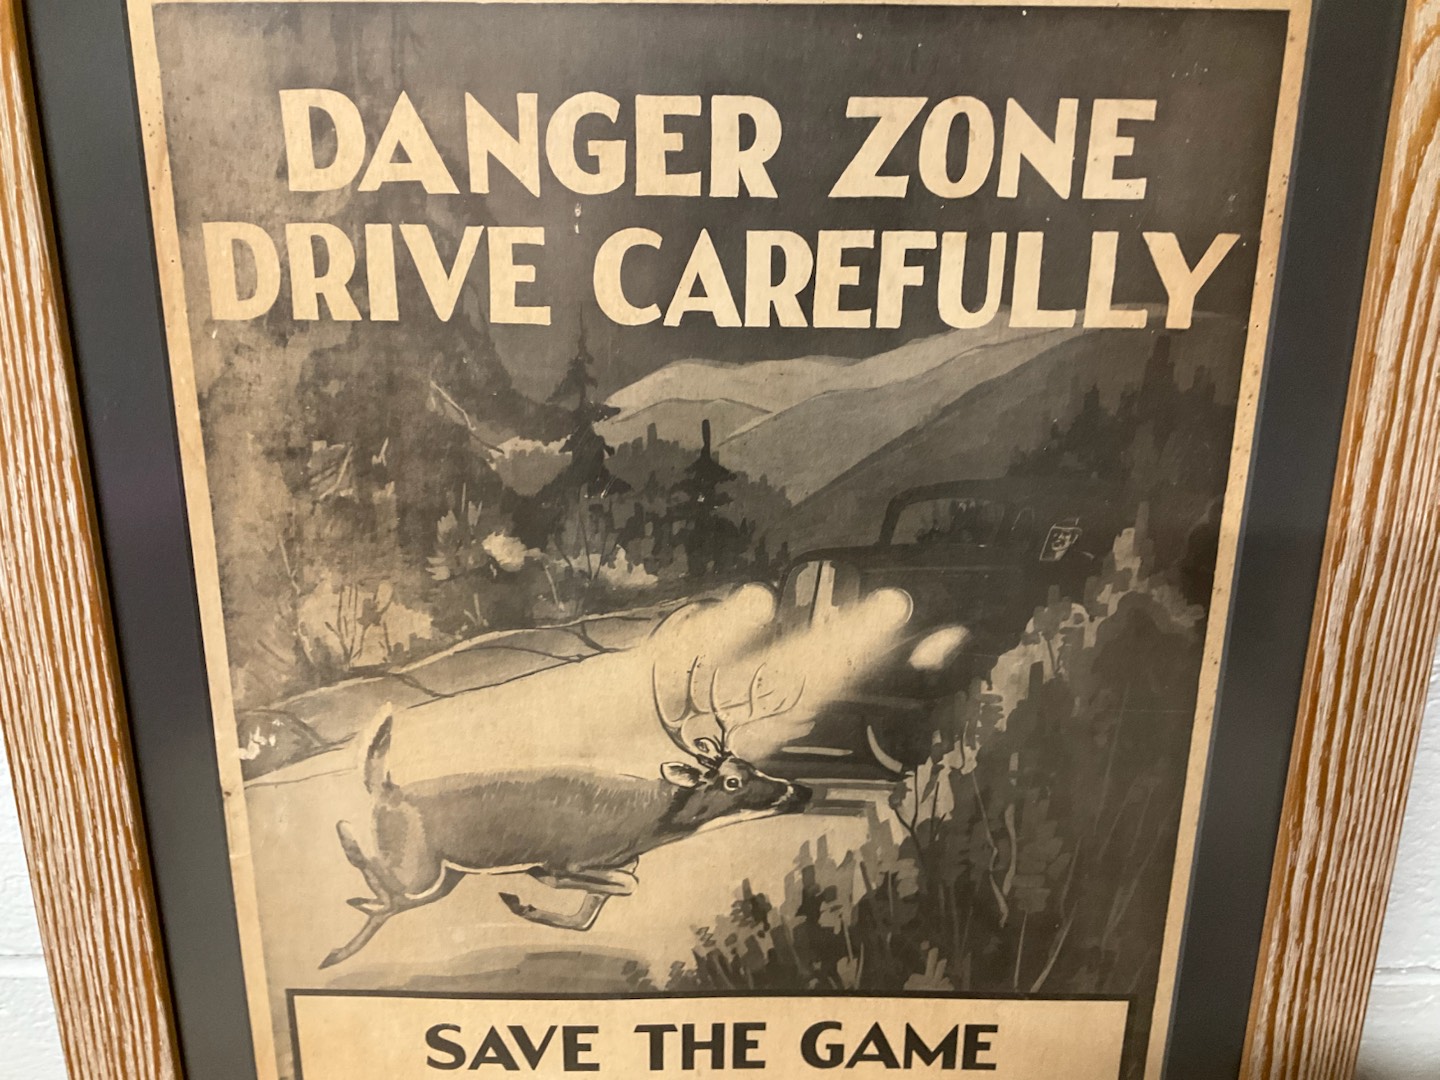 DANGER ZONE
DRIVE CAREFULLY
SAVE THE GAME